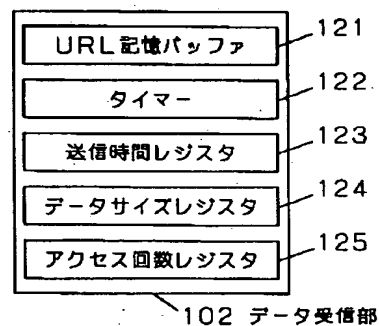 URL記憶バッファ 121
タイマー 122
送信時間レジスタ 123
データサイズレジスタ 124
アクセス回数レジスタ 125
102 データ受信部